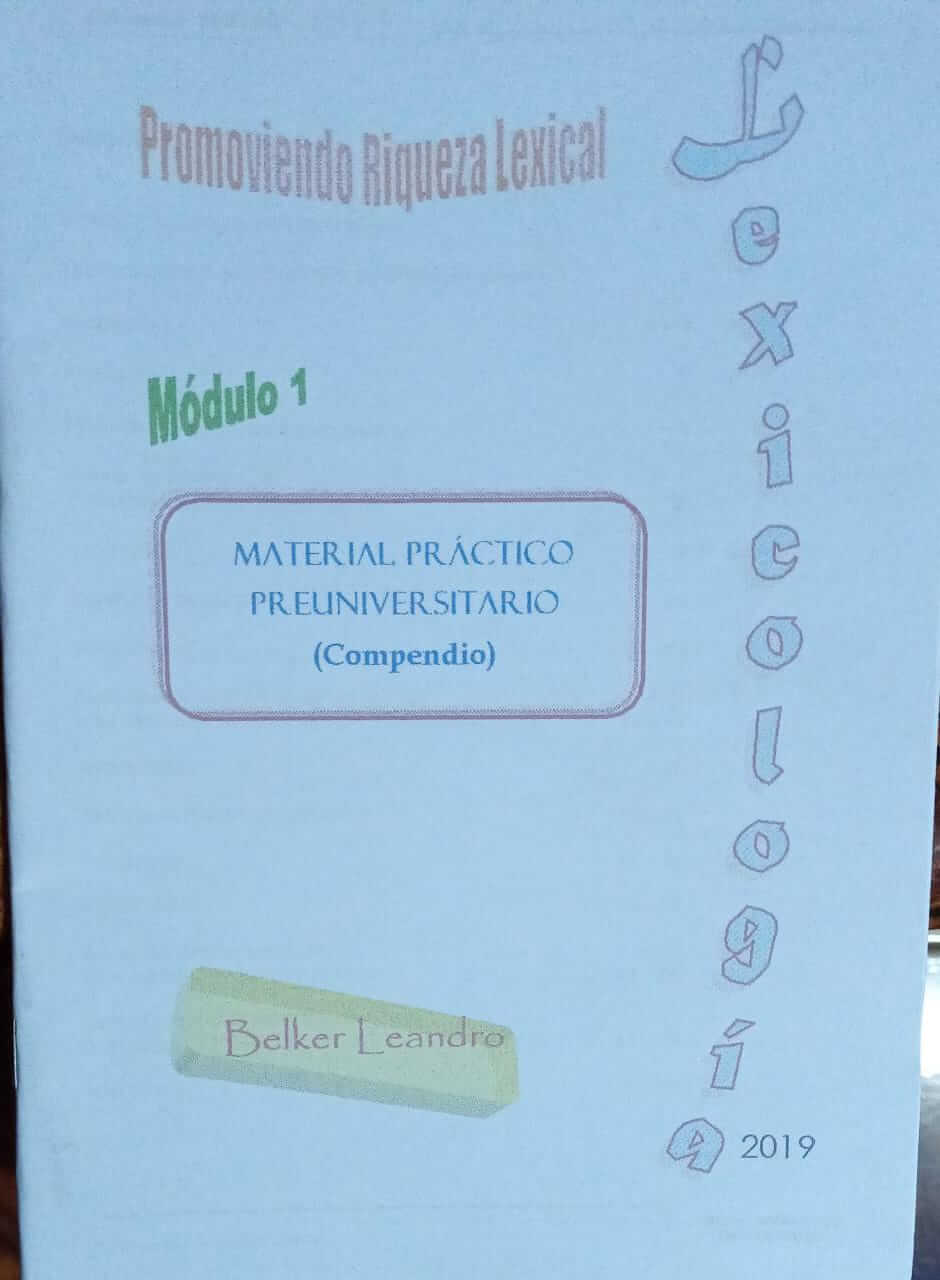 Promoviendo Riqueza Lexical
Lexicología
Módulo 1
MATERIAL PRÁCTICO
PREUNIVERSITARIO
(Compendio)
Belker Leandro
2019